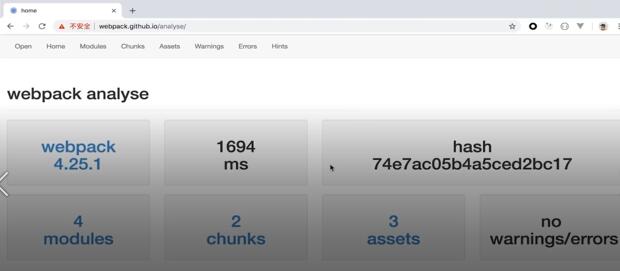 home
不安全 | webpack.github.io/analyse/
Open Home Modules Chunks Assets Warnings Errors Hints
webpack analyse
webpack
4.25.1
1694
ms
hash
74e7ac05b4a5ced2bc17
4
modules
2
chunks
3
assets
no
warnings/errors